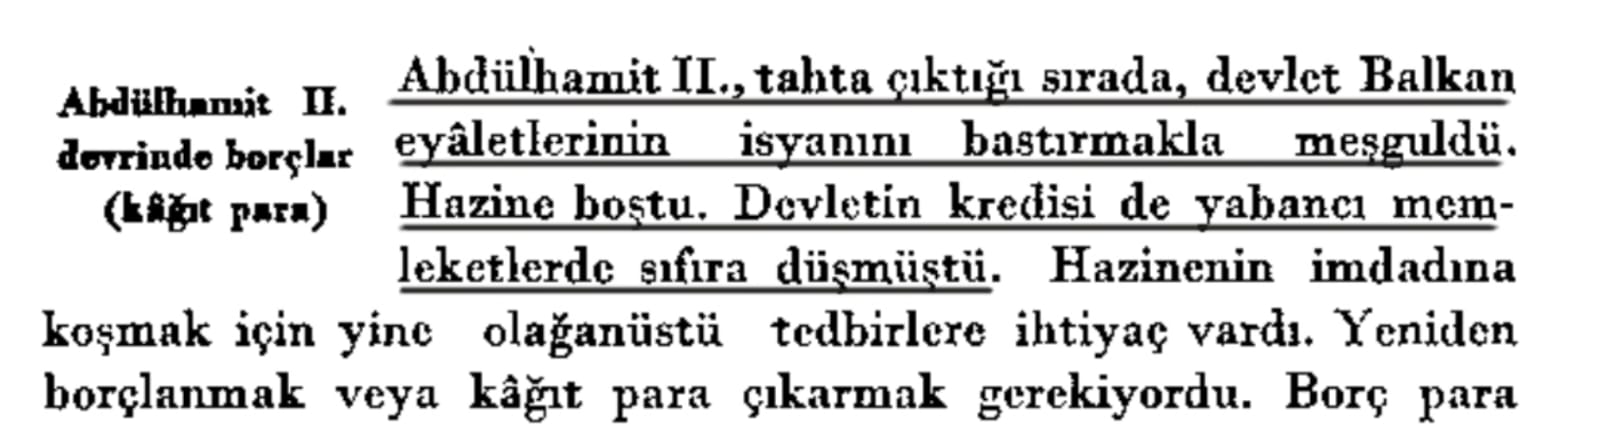 Abdülhamit II.
devrinde borçlar
(kâğıt para)
Abdülhamit II., tahta çıktığı sırada, devlet Balkan
eyâletlerinin isyanını bastırmakla meşguldü.
Hazine boştu. Devletin kredisi de yabancı mem-
leketlerde sıfıra düşmüştü. Hazinenin imdadına
koşmak için yine olağanüstü tedbirlere ihtiyaç vardı. Yeniden
borçlanmak veya kâğıt para çıkarmak gerekiyordu. Borç para